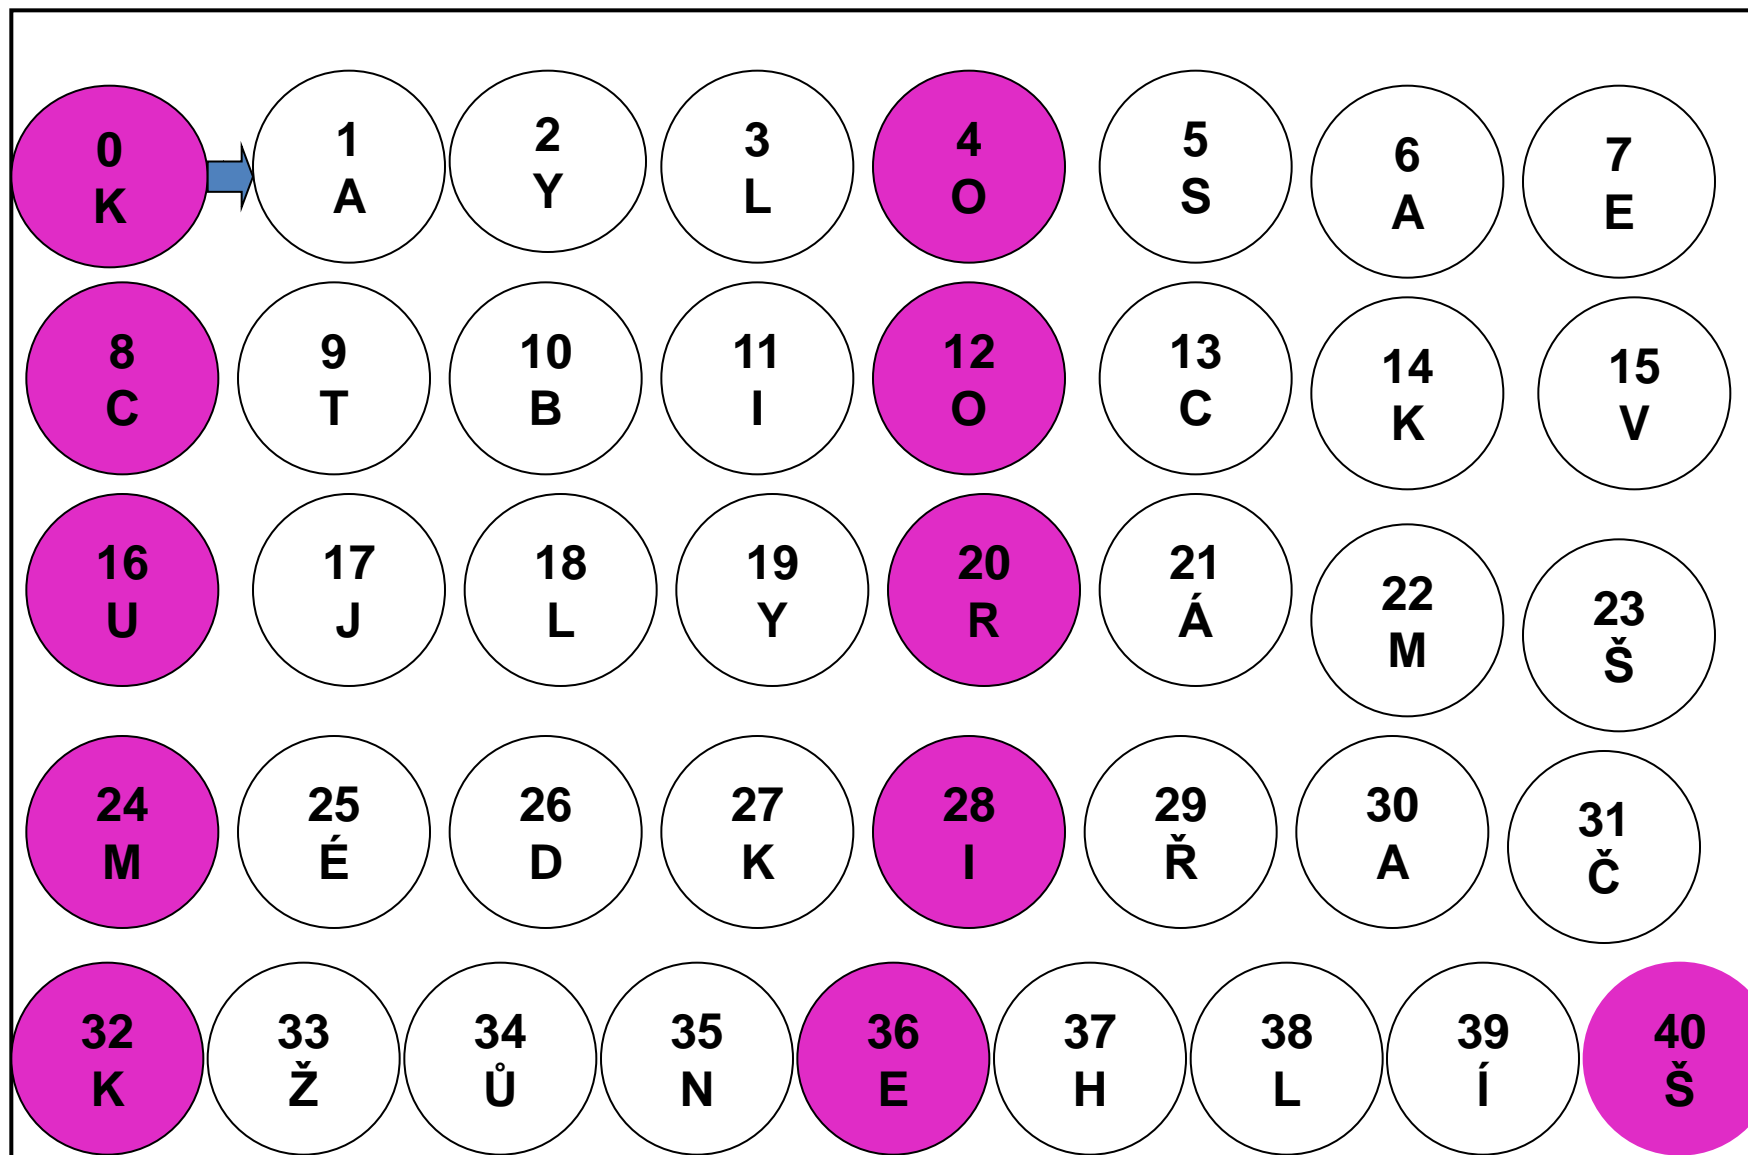 0 1 2 3 4 5 6 7
K A Y L O S A E
8 9 10 11 12 13 14 15
C T B I O C K V
16 17 18 19 20 21 22 23
U J L Y R Á M Š
24 25 26 27 28 29 30 31
M É D K I Ř A Č
32 33 34 35 36 37 38 39 40
K Ž Ů N E H L Í Š